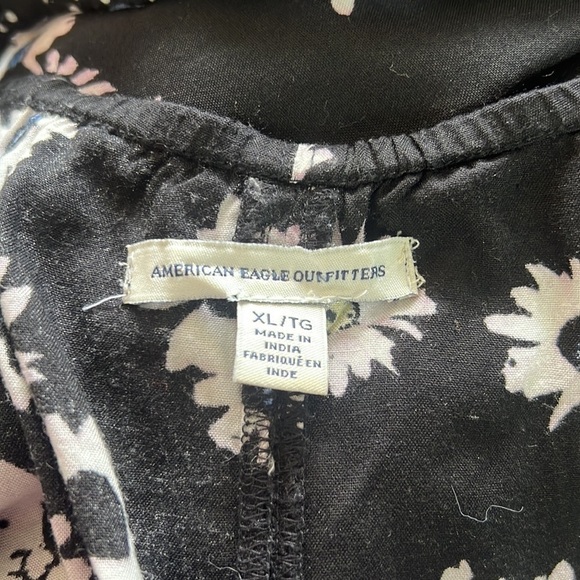 AMERICAN EAGLE OUTFITTERS
XL/TG
MADE IN
INDIA
FABRIQUÉ EN
INDE